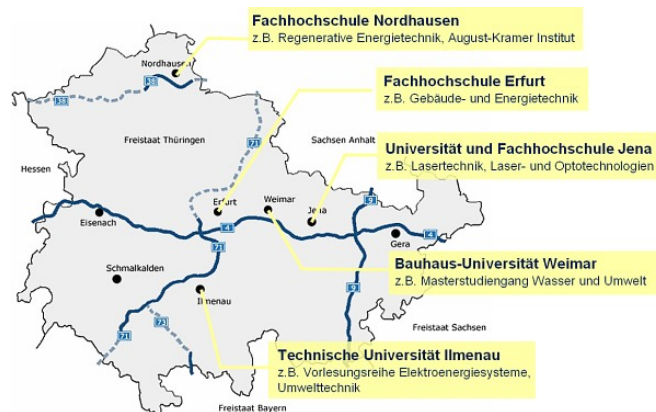 Fachhochschule Nordhausen
z.B. Regenerative Energietechnik, August-Kramer Institut
Nordhausen
38
38
Fachhochschule Erfurt
z.B. Gebäude- und Energietechnik
Freistaat Thüringen
71
Sachsen Anhalt
Hessen
Universität und Fachhochschule Jena
z.B. Lasertechnik, Laser- und Optotechnologien
9
Erfurt
Weimar
Jena
Eisenach
4
4
Gera
71
Bauhaus-Universität Weimar
z.B. Masterstudiengang Wasser und Umwelt
Schmalkalden
Ilmenau
9
73
71
Freistaat Sachsen
Technische Universität Ilmenau
z.B. Vorlesungsreihe Elektroenergiesysteme,
Umwelttechnik
Freistaat Bayern